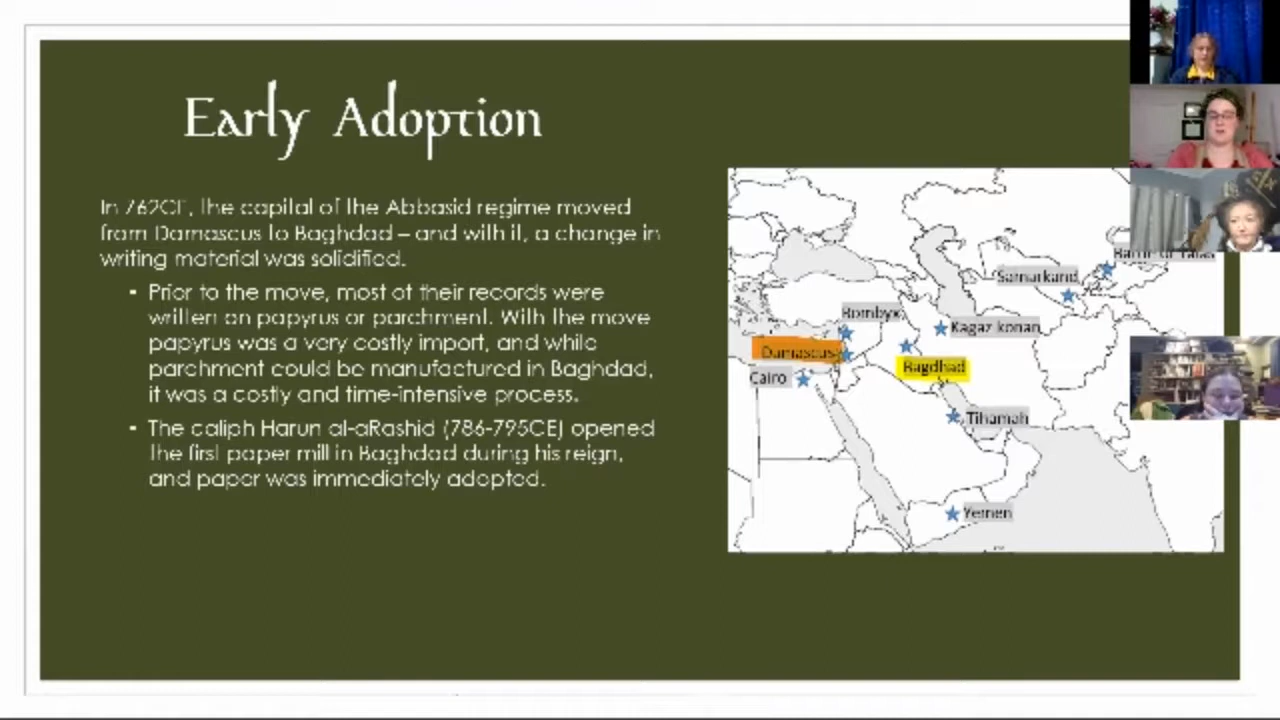 Early Adoption
In 762CE, the capital of the Abbasid regime moved
from Damascus to Baghdad – and with it, a change in
writing material was solidified.
• Prior to the move, most of their records were
written on papyrus or parchment. With the move
papyrus was a very costly import, and while
parchment could be manufactured in Baghdad,
it was a costly and time-intensive process.
• The caliph Harun al-aRashid (786-795CE) opened
the first paper mill in Baghdad during his reign,
and paper was immediately adopted.
Samarkand
Bombyx
Kagaz konan
Damascus
Bagdhad
Cairo
Tihamah
Yemen